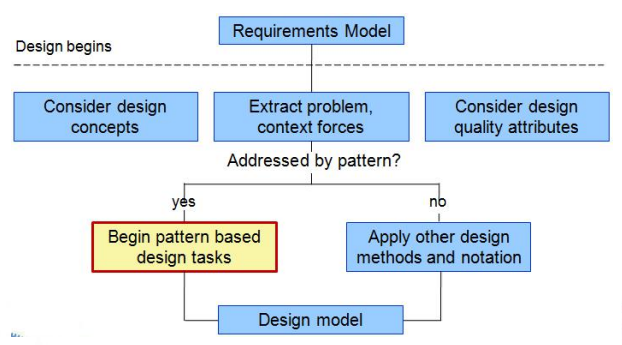 Requirements Model
Design begins
Consider design
concepts
Extract problem,
context forces
Consider design
quality attributes
Addressed by pattern?
yes
no
Begin pattern based
design tasks
Apply other design
methods and notation
Design model